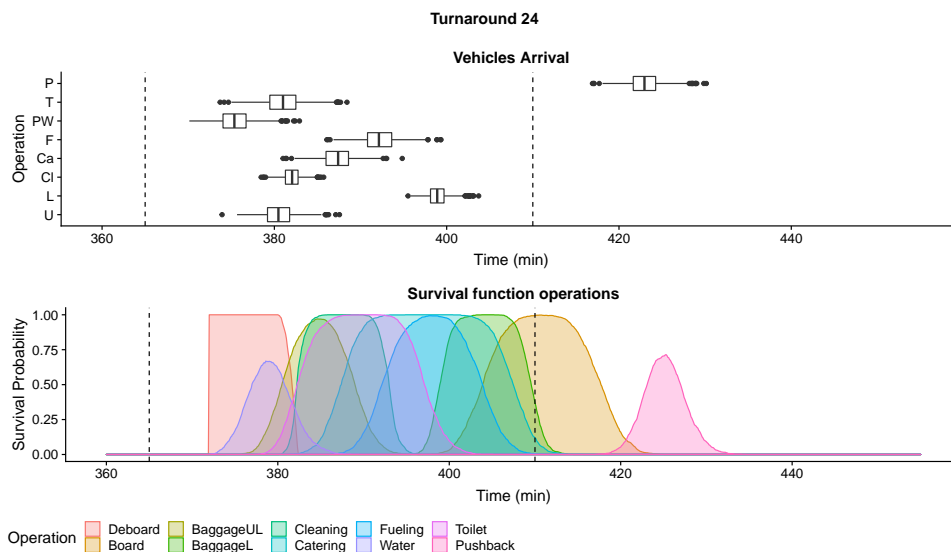 Turnaround 24
Vehicles Arrival
Operation
P
T
PW
F
Ca
Cl
L
U
360 380 400 420 440
Time (min)
Survival function operations
Survival Probability
1.00
0.75
0.50
0.25
0.00
360 380 400 420 440
Time (min)
Operation Deboard BaggageUL Cleaning Fueling Toilet
Board BaggageL Catering Water Pushback